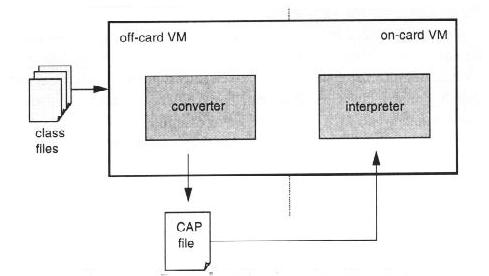 off-card VM
on-card VM
converter
interpreter
class
files
CAP
file